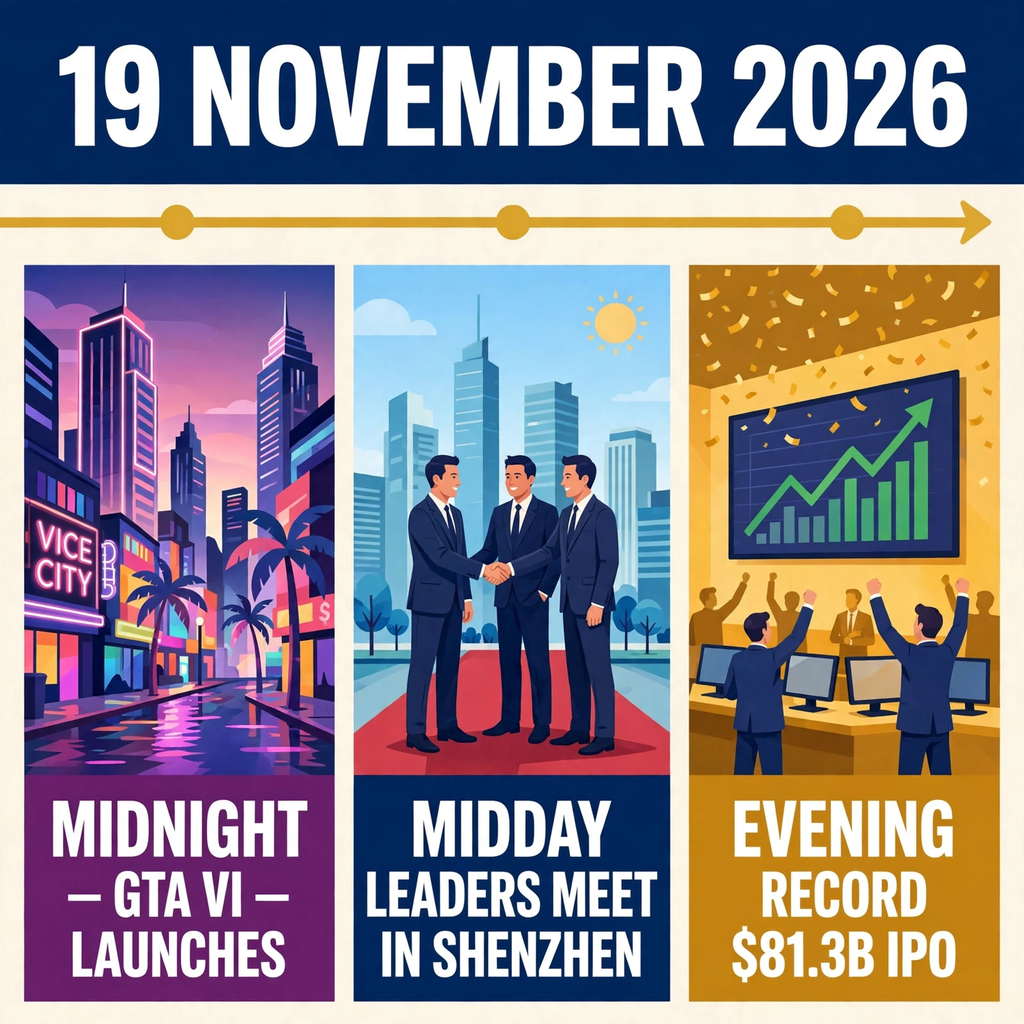 19 NOVEMBER 2026
VICE
CITY
$
MIDNIGHT
– GTA VI –
LAUNCHES
MIDDAY
LEADERS MEET
IN SHENZHEN
EVENING
RECORD
$81.3B IPO